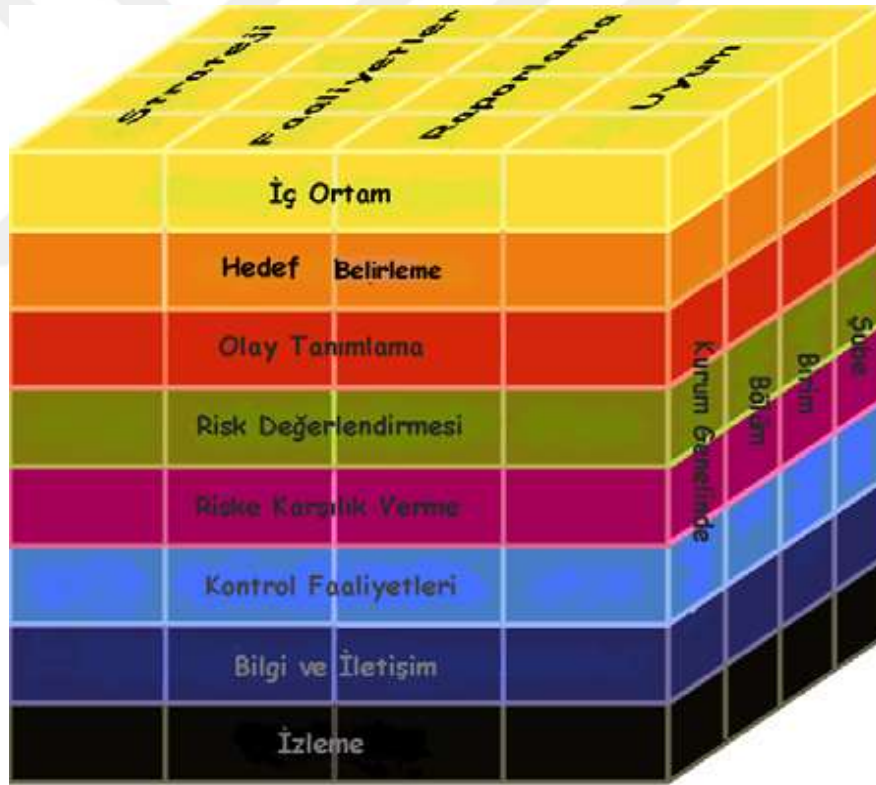 Strateji
Faaliyetler
Raporlama
Uyum
İç Ortam
Hedef Belirleme
Olay Tanımlama
Risk Değerlendirmesi
Riske Karşılık Verme
Kontrol Faaliyetleri
Bilgi ve İletişim
İzleme
Kurum Genelinde
Bölüm
Birim
Şube